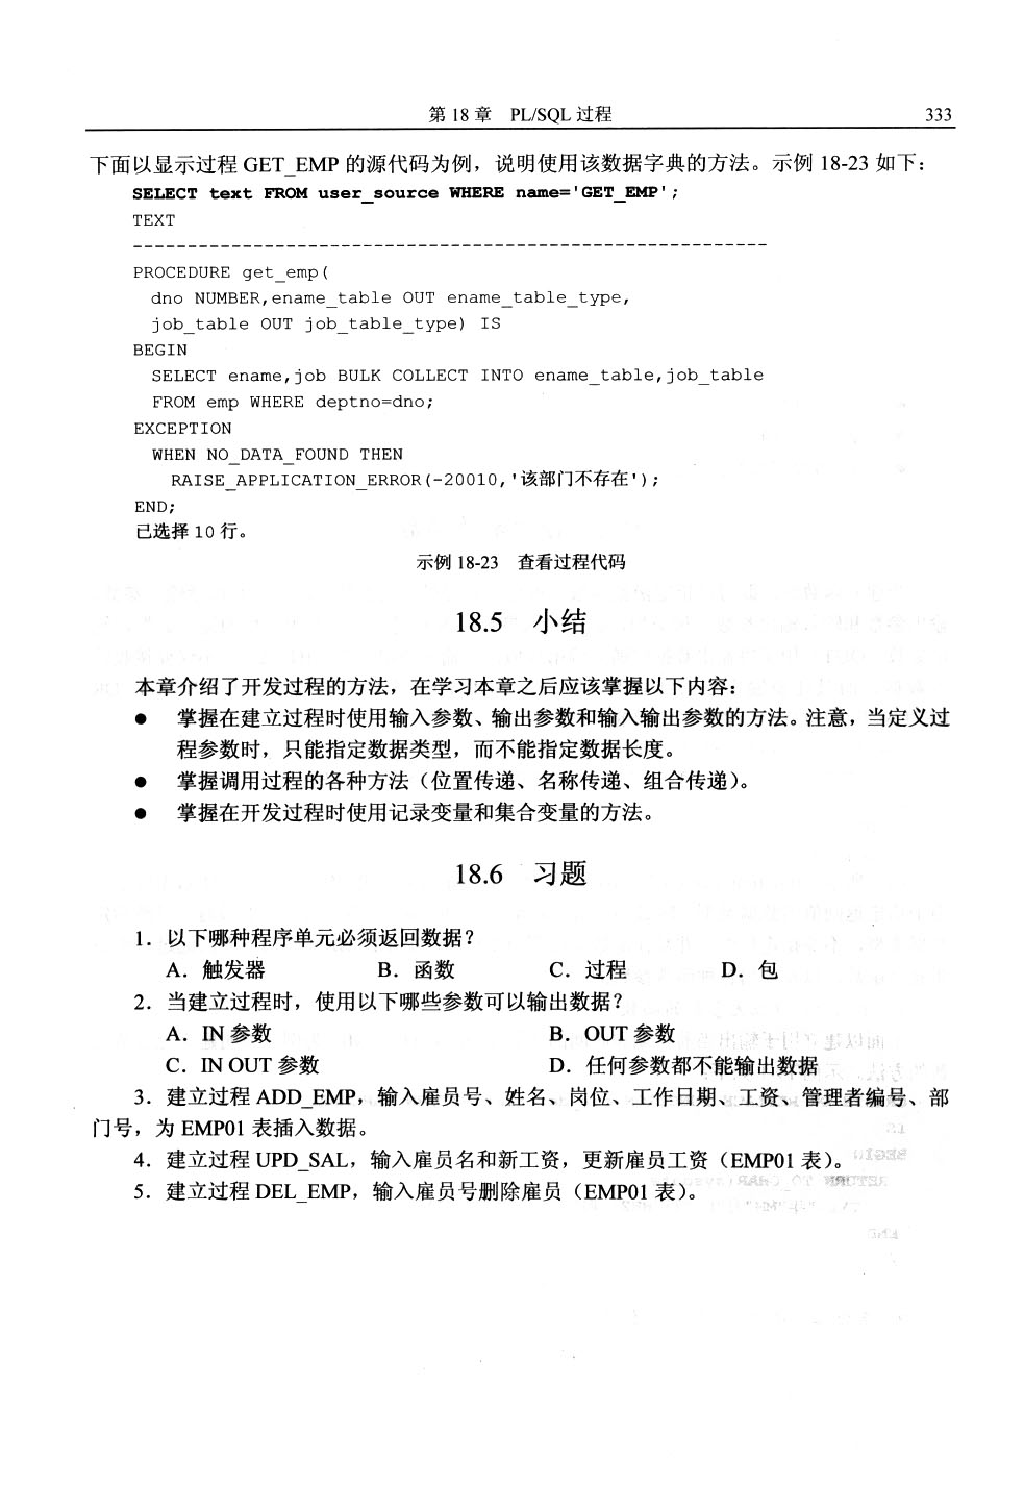 第 18 章 PL/SQL 过程 333
下面以显示过程 GET_EMP 的源代码为例，说明使用该数据字典的方法。示例 18-23 如下：
SELECT text FROM user_source WHERE name='GET_EMP';
TEXT
----------------------------------------------------------
PROCEDURE get_emp(
dno NUMBER,ename_table OUT ename_table_type,
job_table OUT job_table_type) IS
BEGIN
SELECT ename,job BULK COLLECT INTO ename_table,job_table
FROM emp WHERE deptno=dno;
EXCEPTION
WHEN NO_DATA_FOUND THEN
RAISE_APPLICATION_ERROR(-20010,'该部门不存在');
END;
已选择 10 行。
示例 18-23 查看过程代码
18.5 小结
本章介绍了开发过程的方法，在学习本章之后应该掌握以下内容：
● 掌握在建立过程时使用输入参数、输出参数和输入输出参数的方法。注意，当定义过
程参数时，只能指定数据类型，而不能指定数据长度。
● 掌握调用过程的各种方法（位置传递、名称传递、组合传递）。
● 掌握在开发过程时使用记录变量和集合变量的方法。
18.6 习题
1．以下哪种程序单元必须返回数据？
A．触发器 B．函数 C．过程 D．包
2．当建立过程时，使用以下哪些参数可以输出数据？
A．IN 参数 B．OUT 参数
C．IN OUT 参数 D．任何参数都不能输出数据
3．建立过程 ADD_EMP，输入雇员号、姓名、岗位、工作日期、工资、管理者编号、部
门号，为 EMP01 表插入数据。
4．建立过程 UPD_SAL，输入雇员名和新工资，更新雇员工资（EMP01 表）。
5．建立过程 DEL_EMP，输入雇员号删除雇员（EMP01 表）。